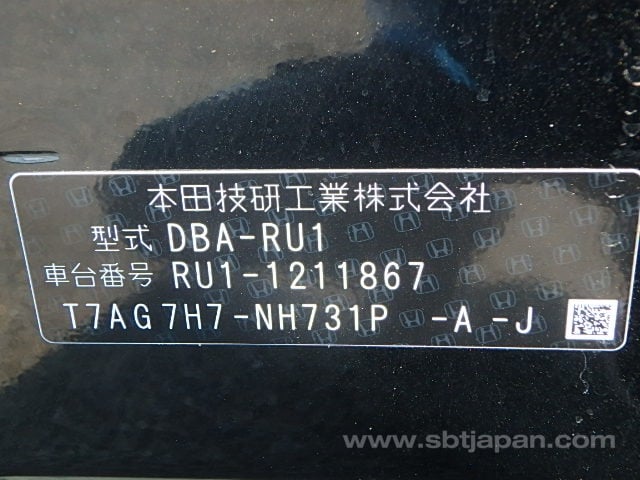 本田技研工業株式会社
型式 DBA-RU1
車台番号 RU1-1211867
T7AG7H7-NH731P -A -J
www.sbtjapan.com